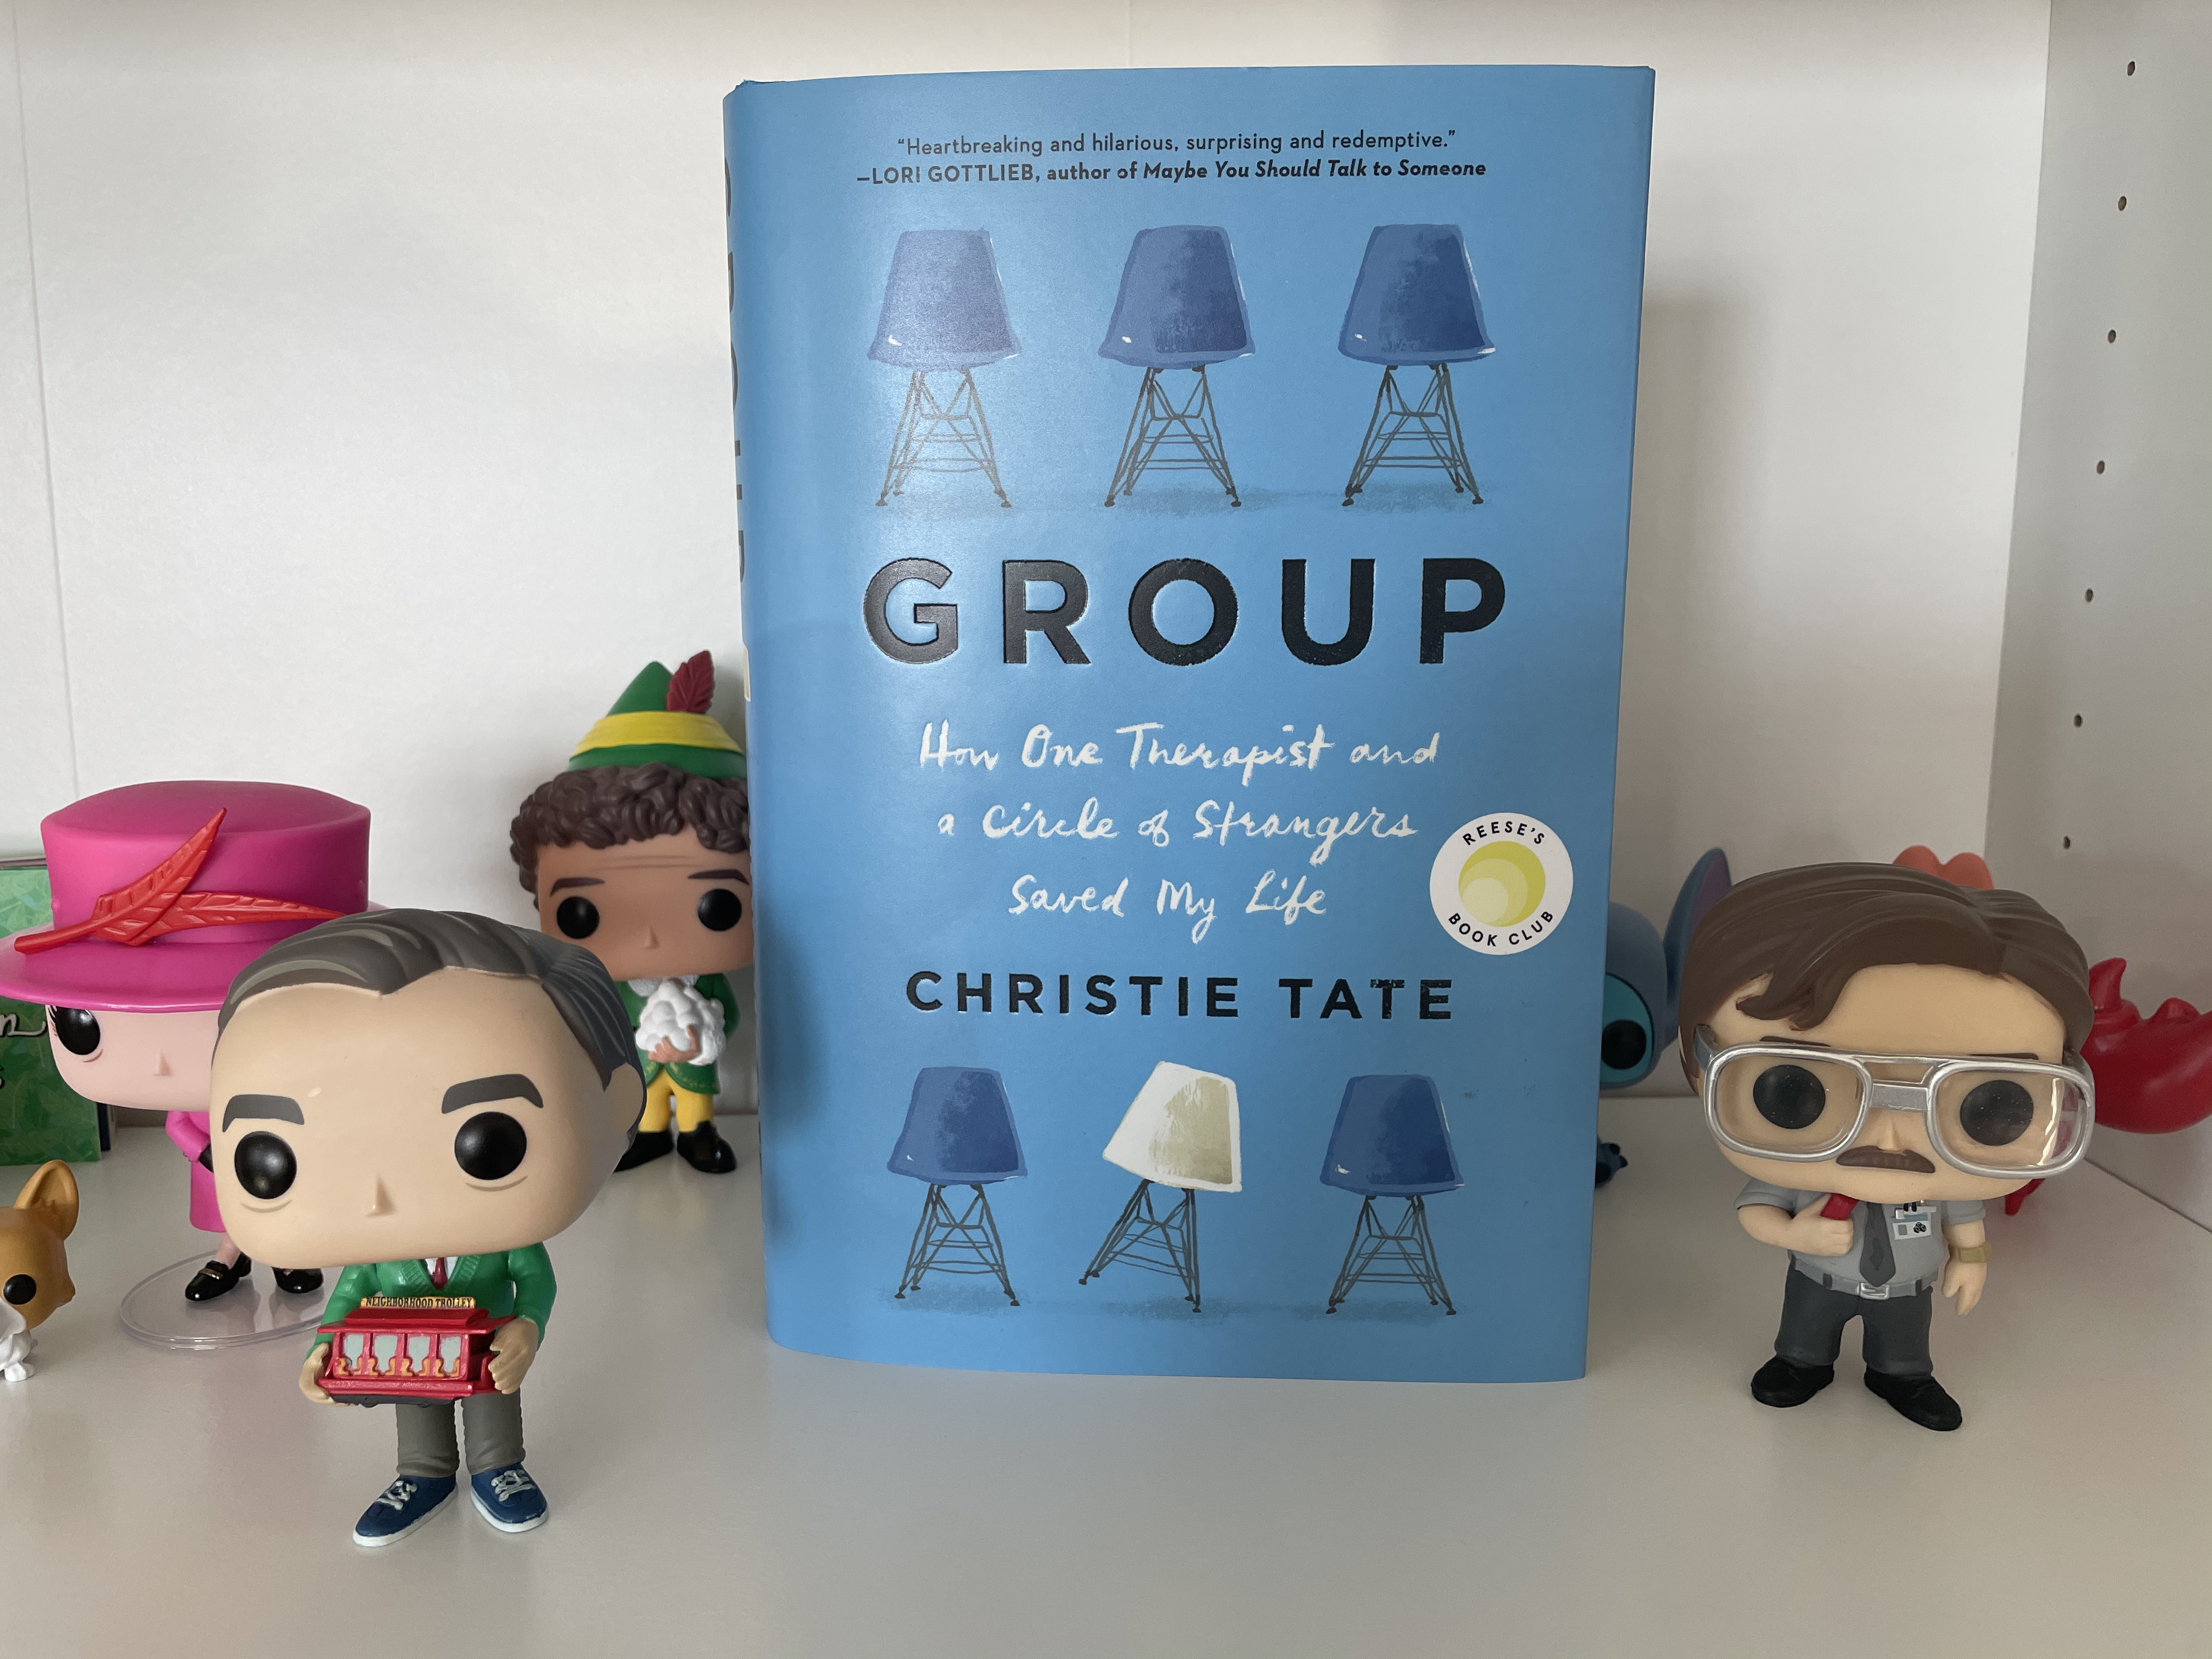 “Heartbreaking and hilarious, surprising and redemptive.”
—LORI GOTTLIEB, author of Maybe You Should Talk to Someone
GROUP
How One Therapist and
a Circle of Strangers
Saved My Life
REESE'S
BOOK CLUB
CHRISTIE TATE
NEIGHBORHOOD TROLLEY